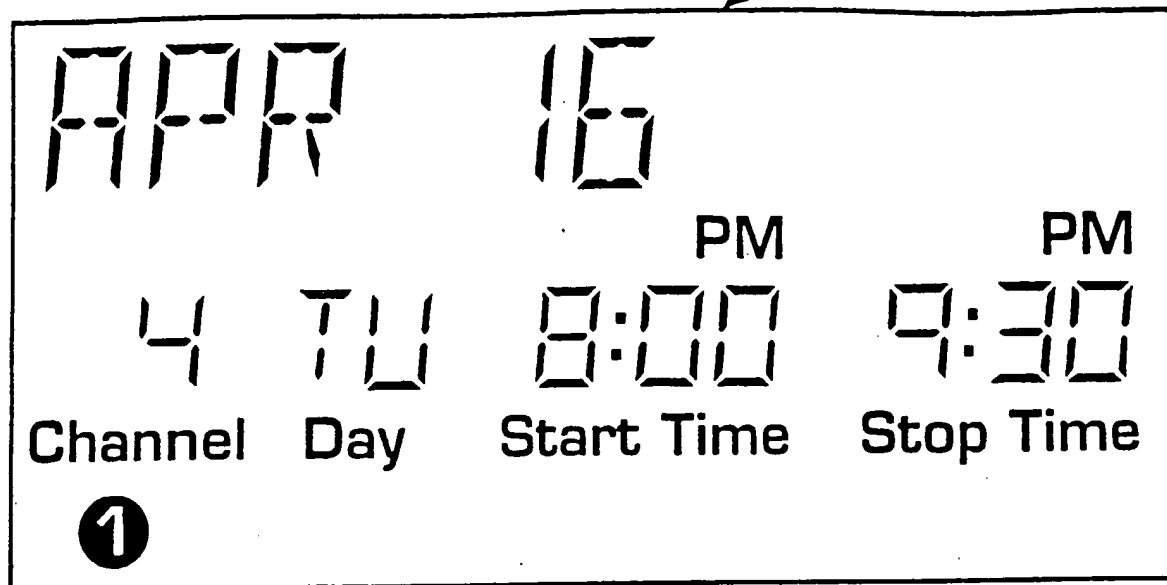 APR 16
PM PM
4 TU 8:00 9:30
Channel Day Start Time Stop Time
1